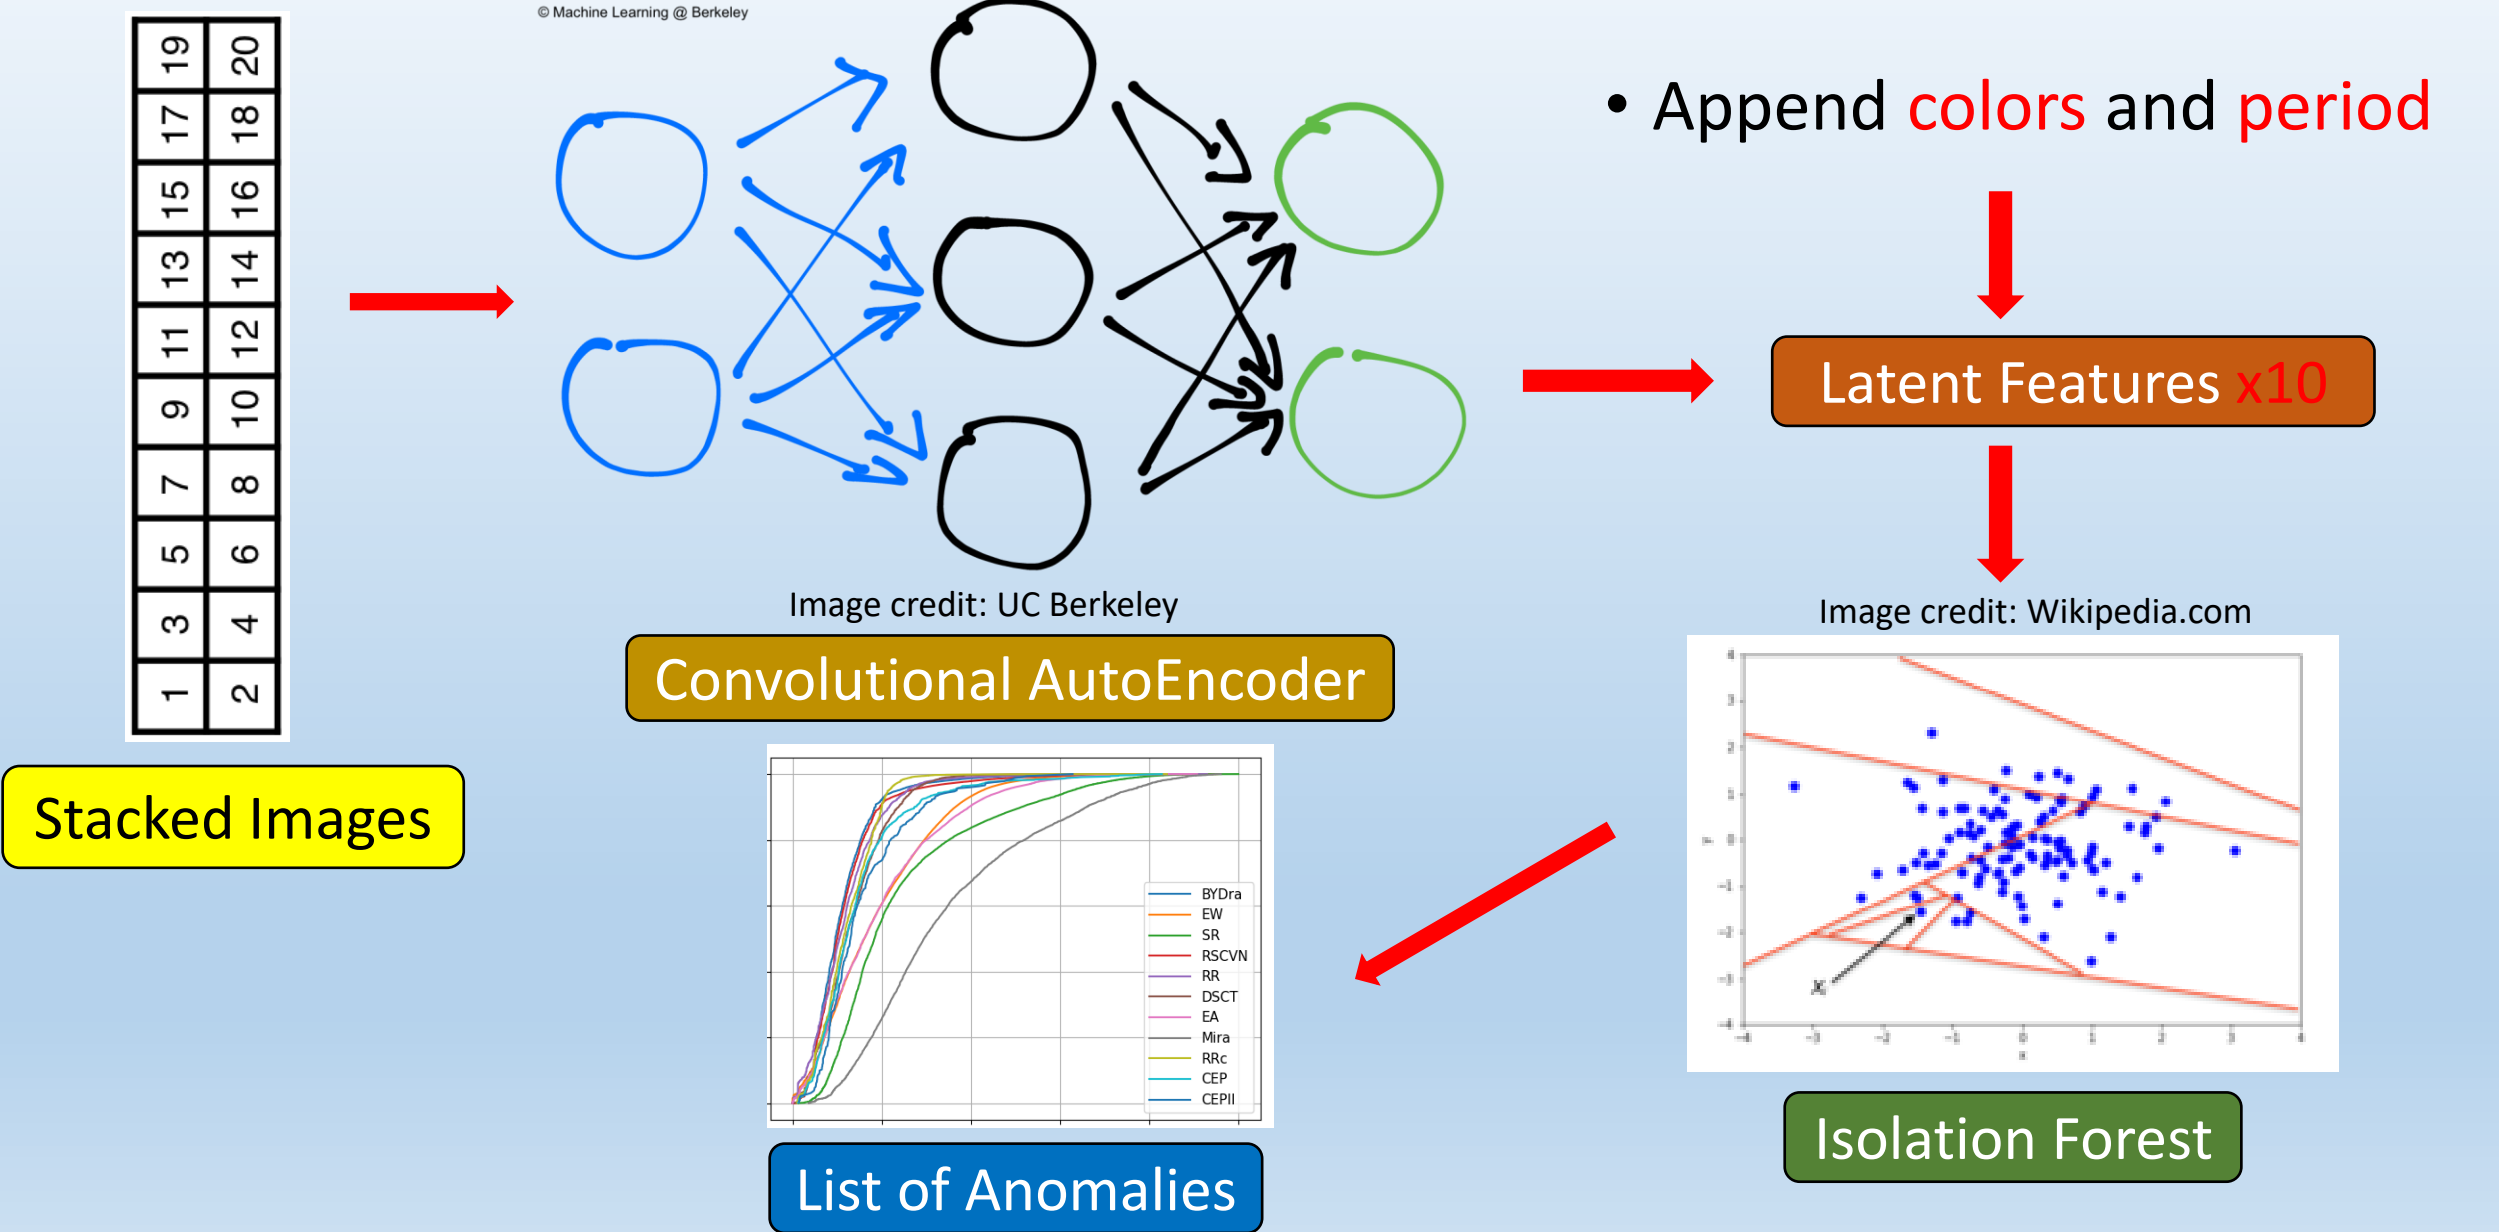 © Machine Learning @ Berkeley
19 20
17 18
15 16
13 14
11 12
9 10
7 8
5 6
3 4
1 2
Stacked Images
Image credit: UC Berkeley
Convolutional AutoEncoder
• Append colors and period
Latent Features x10
Image credit: Wikipedia.com
Isolation Forest
BYDra
EW
SR
RSCVN
RR
DSCT
EA
Mira
RRc
CEP
CEPII
List of Anomalies